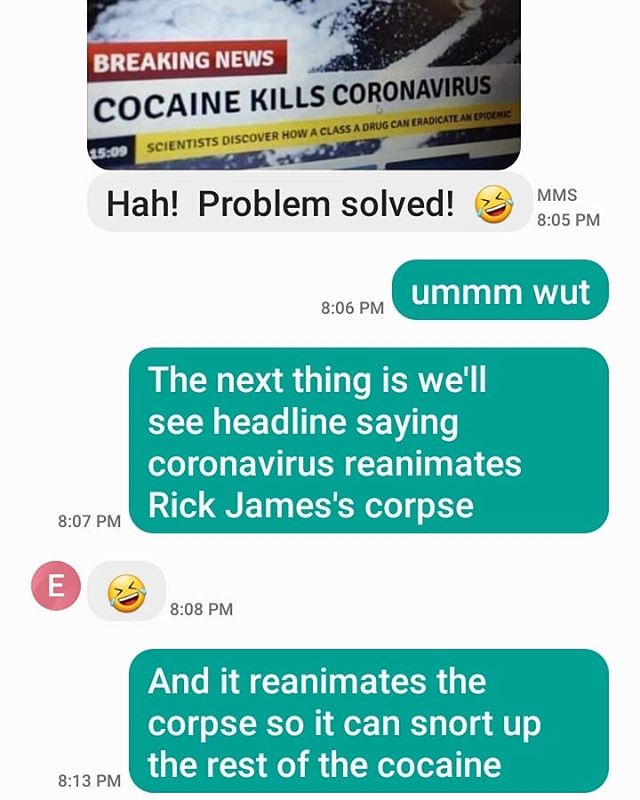 BREAKING NEWS
COCAINE KILLS CORONAVIRUS
15:09
SCIENTISTS DISCOVER HOW A CLASS A DRUG CAN ERADICATE AN EPIDEMIC
Hah! Problem solved! 🤣
MMS
8:05 PM
ummm wut
8:06 PM
The next thing is we'll
see headline saying
coronavirus reanimates
Rick James's corpse
8:07 PM
E
🤣
8:08 PM
And it reanimates the
corpse so it can snort up
the rest of the cocaine
8:13 PM